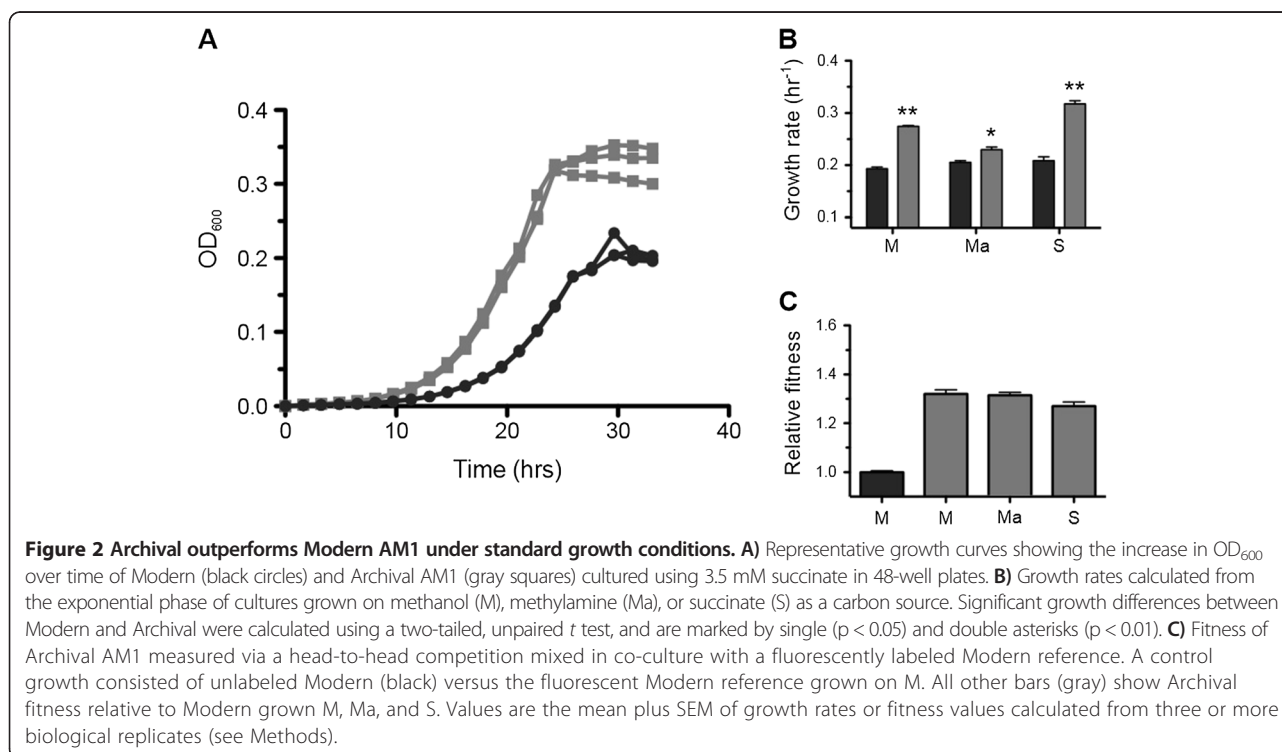 A
OD600
0.4
0.3
0.2
0.1
0.0
0 10 20 30 40
Time (hrs)
B
Growth rate (hr-1)
0.4
0.3
0.2
0.1
** * **
M Ma S
C
Relative fitness
1.6
1.4
1.2
1.0
M M Ma S
Figure 2 Archival outperforms Modern AM1 under standard growth conditions. A) Representative growth curves showing the increase in OD600
over time of Modern (black circles) and Archival AM1 (gray squares) cultured using 3.5 mM succinate in 48-well plates. B) Growth rates calculated from
the exponential phase of cultures grown on methanol (M), methylamine (Ma), or succinate (S) as a carbon source. Significant growth differences between
Modern and Archival were calculated using a two-tailed, unpaired t test, and are marked by single (p < 0.05) and double asterisks (p < 0.01). C) Fitness of
Archival AM1 measured via a head-to-head competition mixed in co-culture with a fluorescently labeled Modern reference. A control
growth consisted of unlabeled Modern (black) versus the fluorescent Modern reference grown on M. All other bars (gray) show Archival
fitness relative to Modern grown M, Ma, and S. Values are the mean plus SEM of growth rates or fitness values calculated from three or more
biological replicates (see Methods).